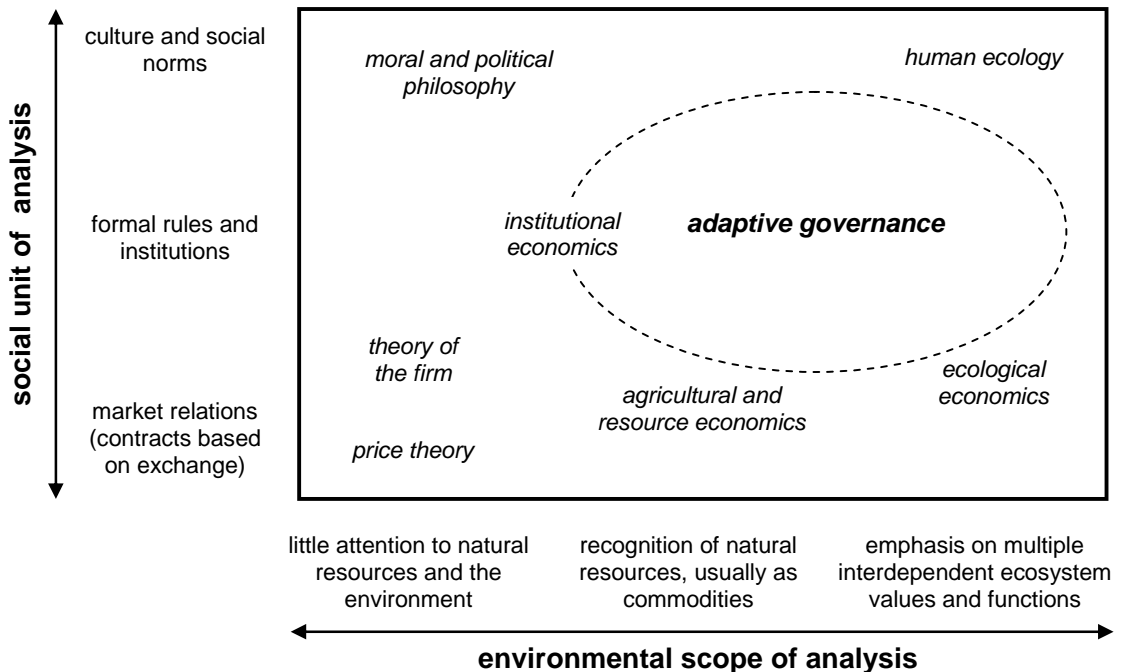 culture and social
norms
moral and political
philosophy
human ecology
social unit of analysis
formal rules and
institutions
institutional
economics
adaptive governance
theory of
the firm
ecological
economics
agricultural and
resource economics
market relations
(contracts based
on exchange)
price theory
little attention to natural
resources and the
environment
recognition of natural
resources, usually as
commodities
emphasis on multiple
interdependent ecosystem
values and functions
environmental scope of analysis